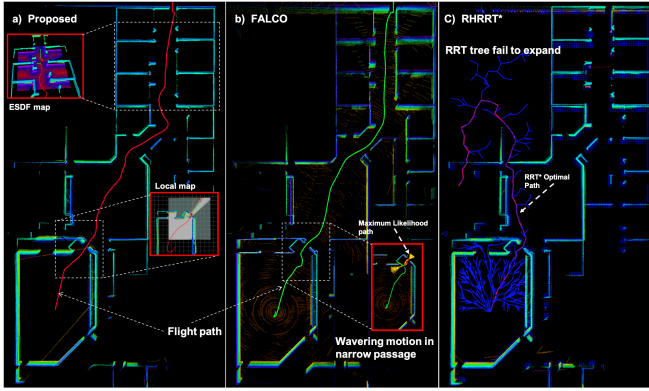 a) Proposed
ESDF map
Local map
Flight path
b) FALCO
Maximum Likelihood
path
Wavering motion in
narrow passage
C) RHRRT*
RRT tree fail to expand
RRT* Optimal
Path